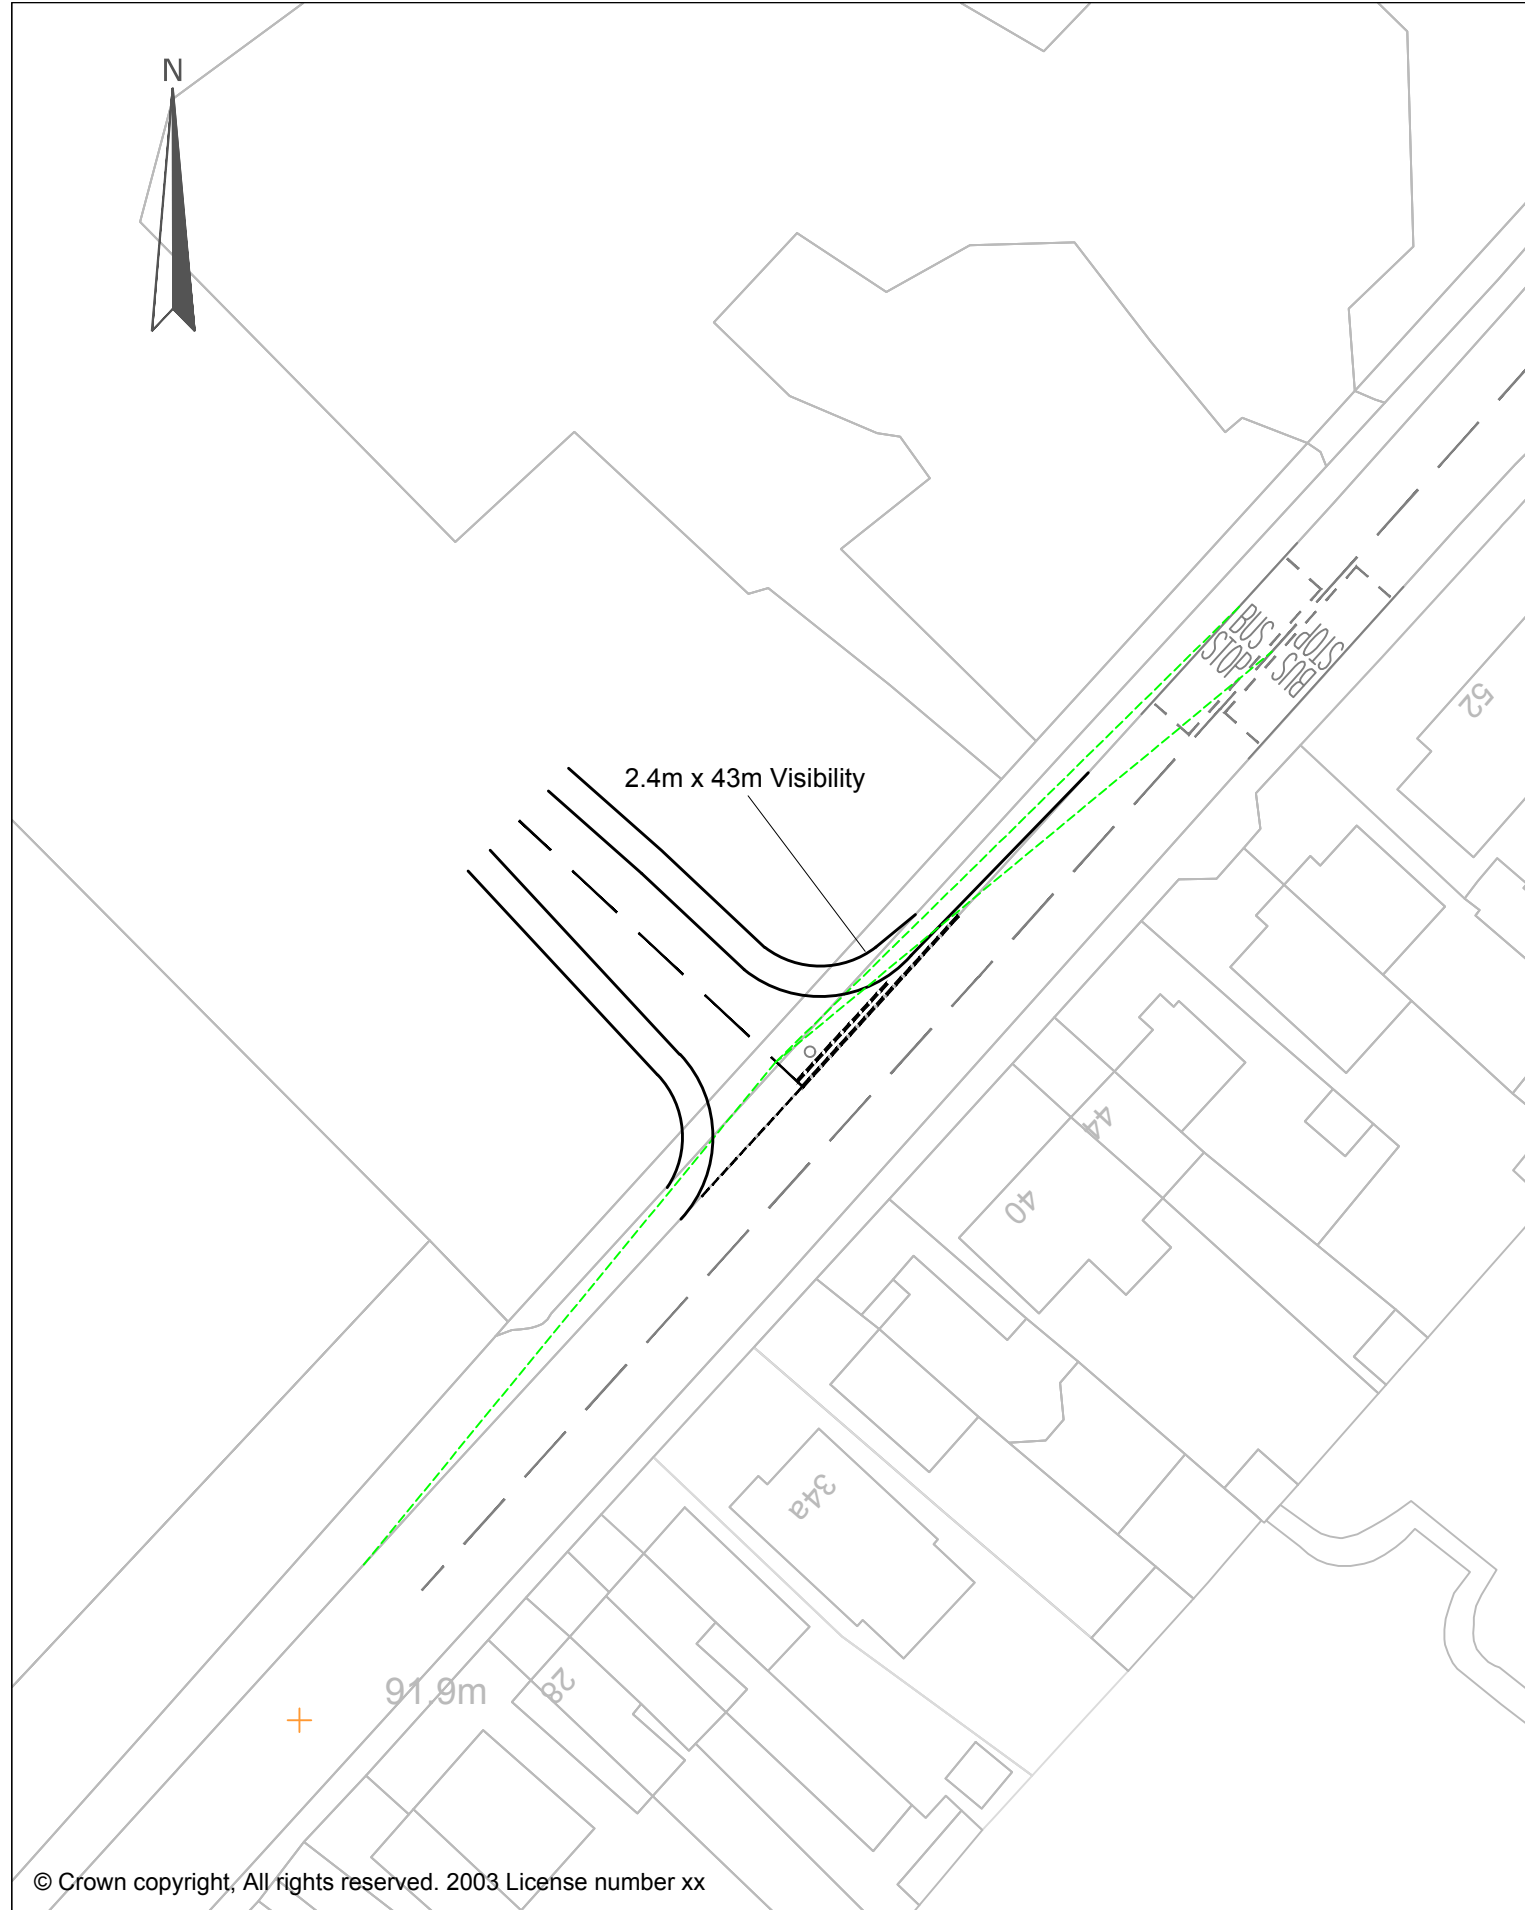 N
BUS
STOP
BUS
STOP
52
2.4m x 43m Visibility
44
40
34a
91.9m
28
© Crown copyright, All rights reserved. 2003 License number xx